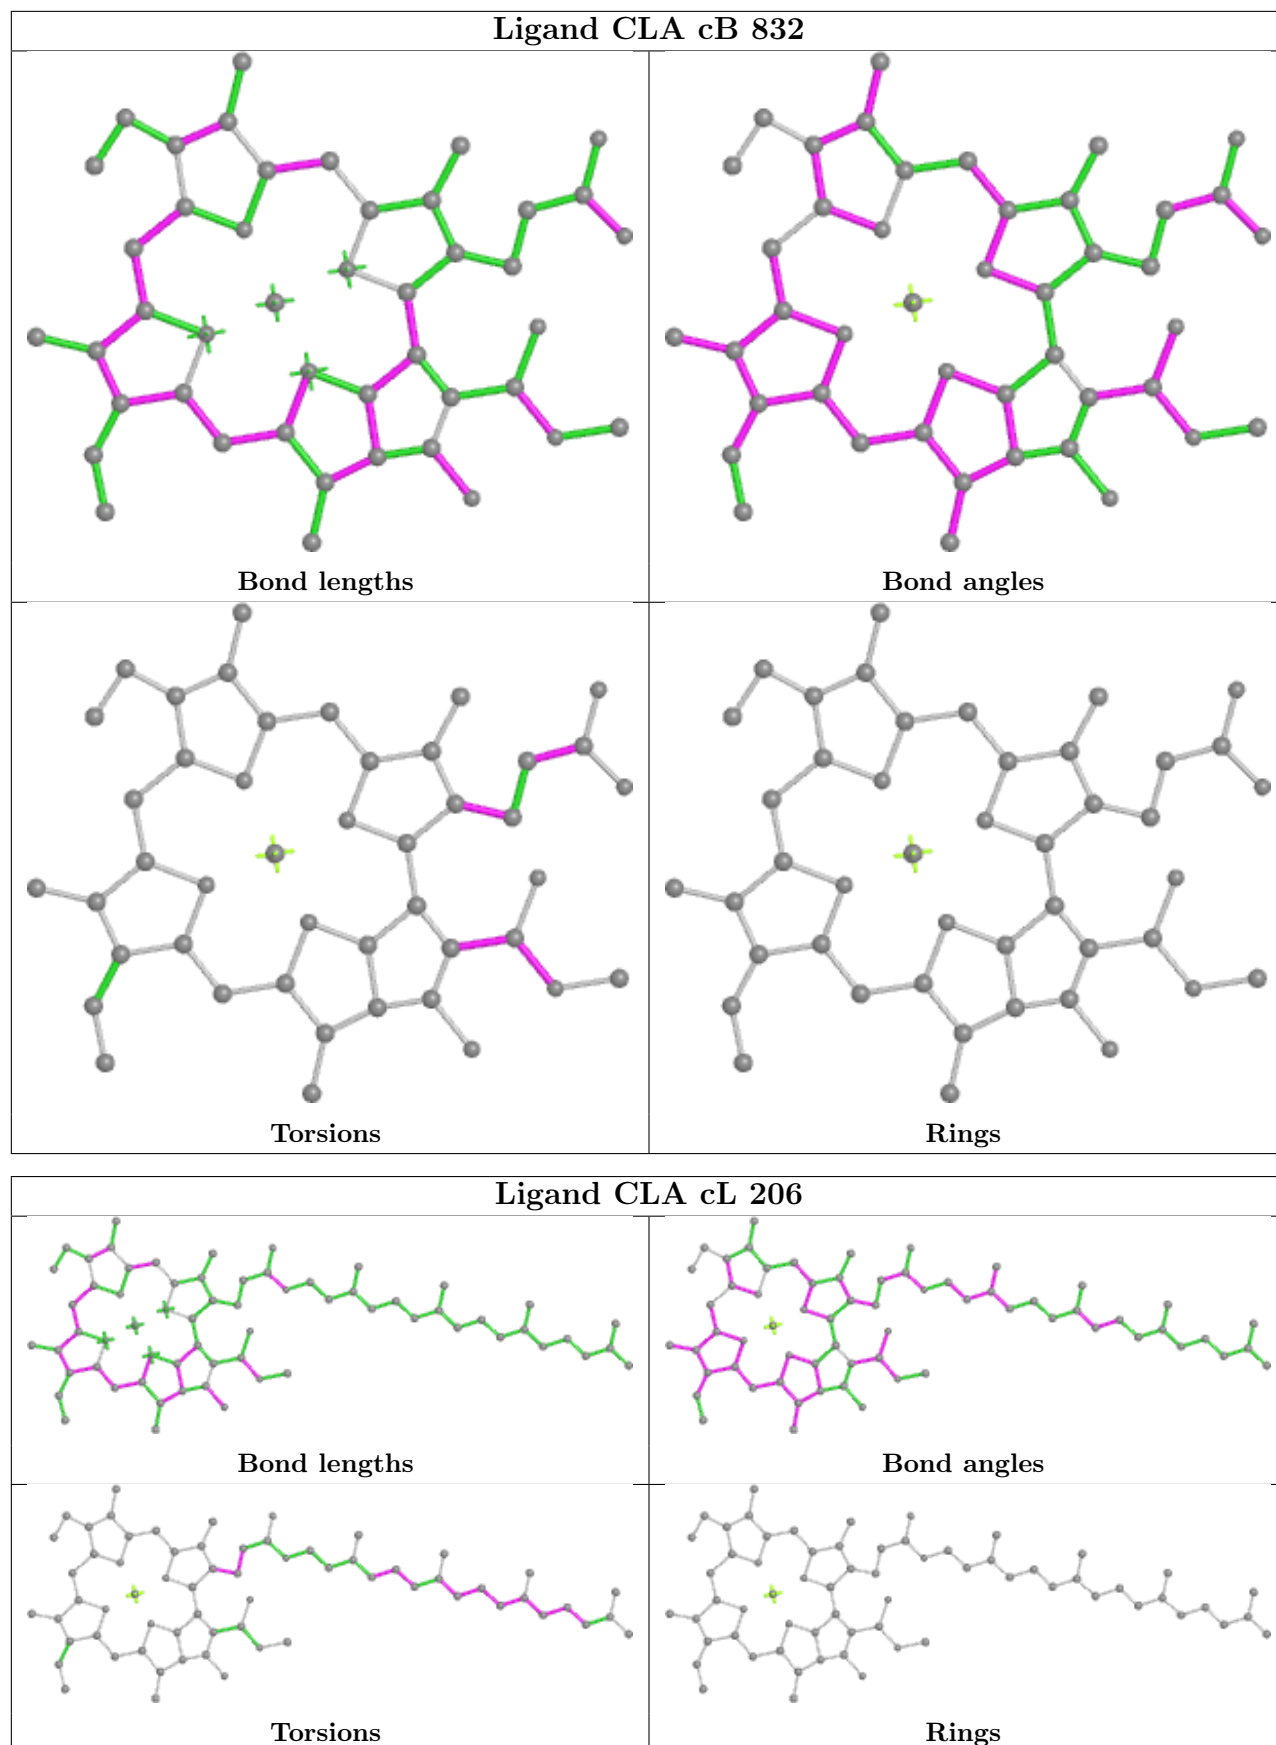 Ligand CLA cB 832
Bond lengths
Bond angles
Torsions
Rings
Ligand CLA cL 206
Bond lengths
Bond angles
Torsions
Rings